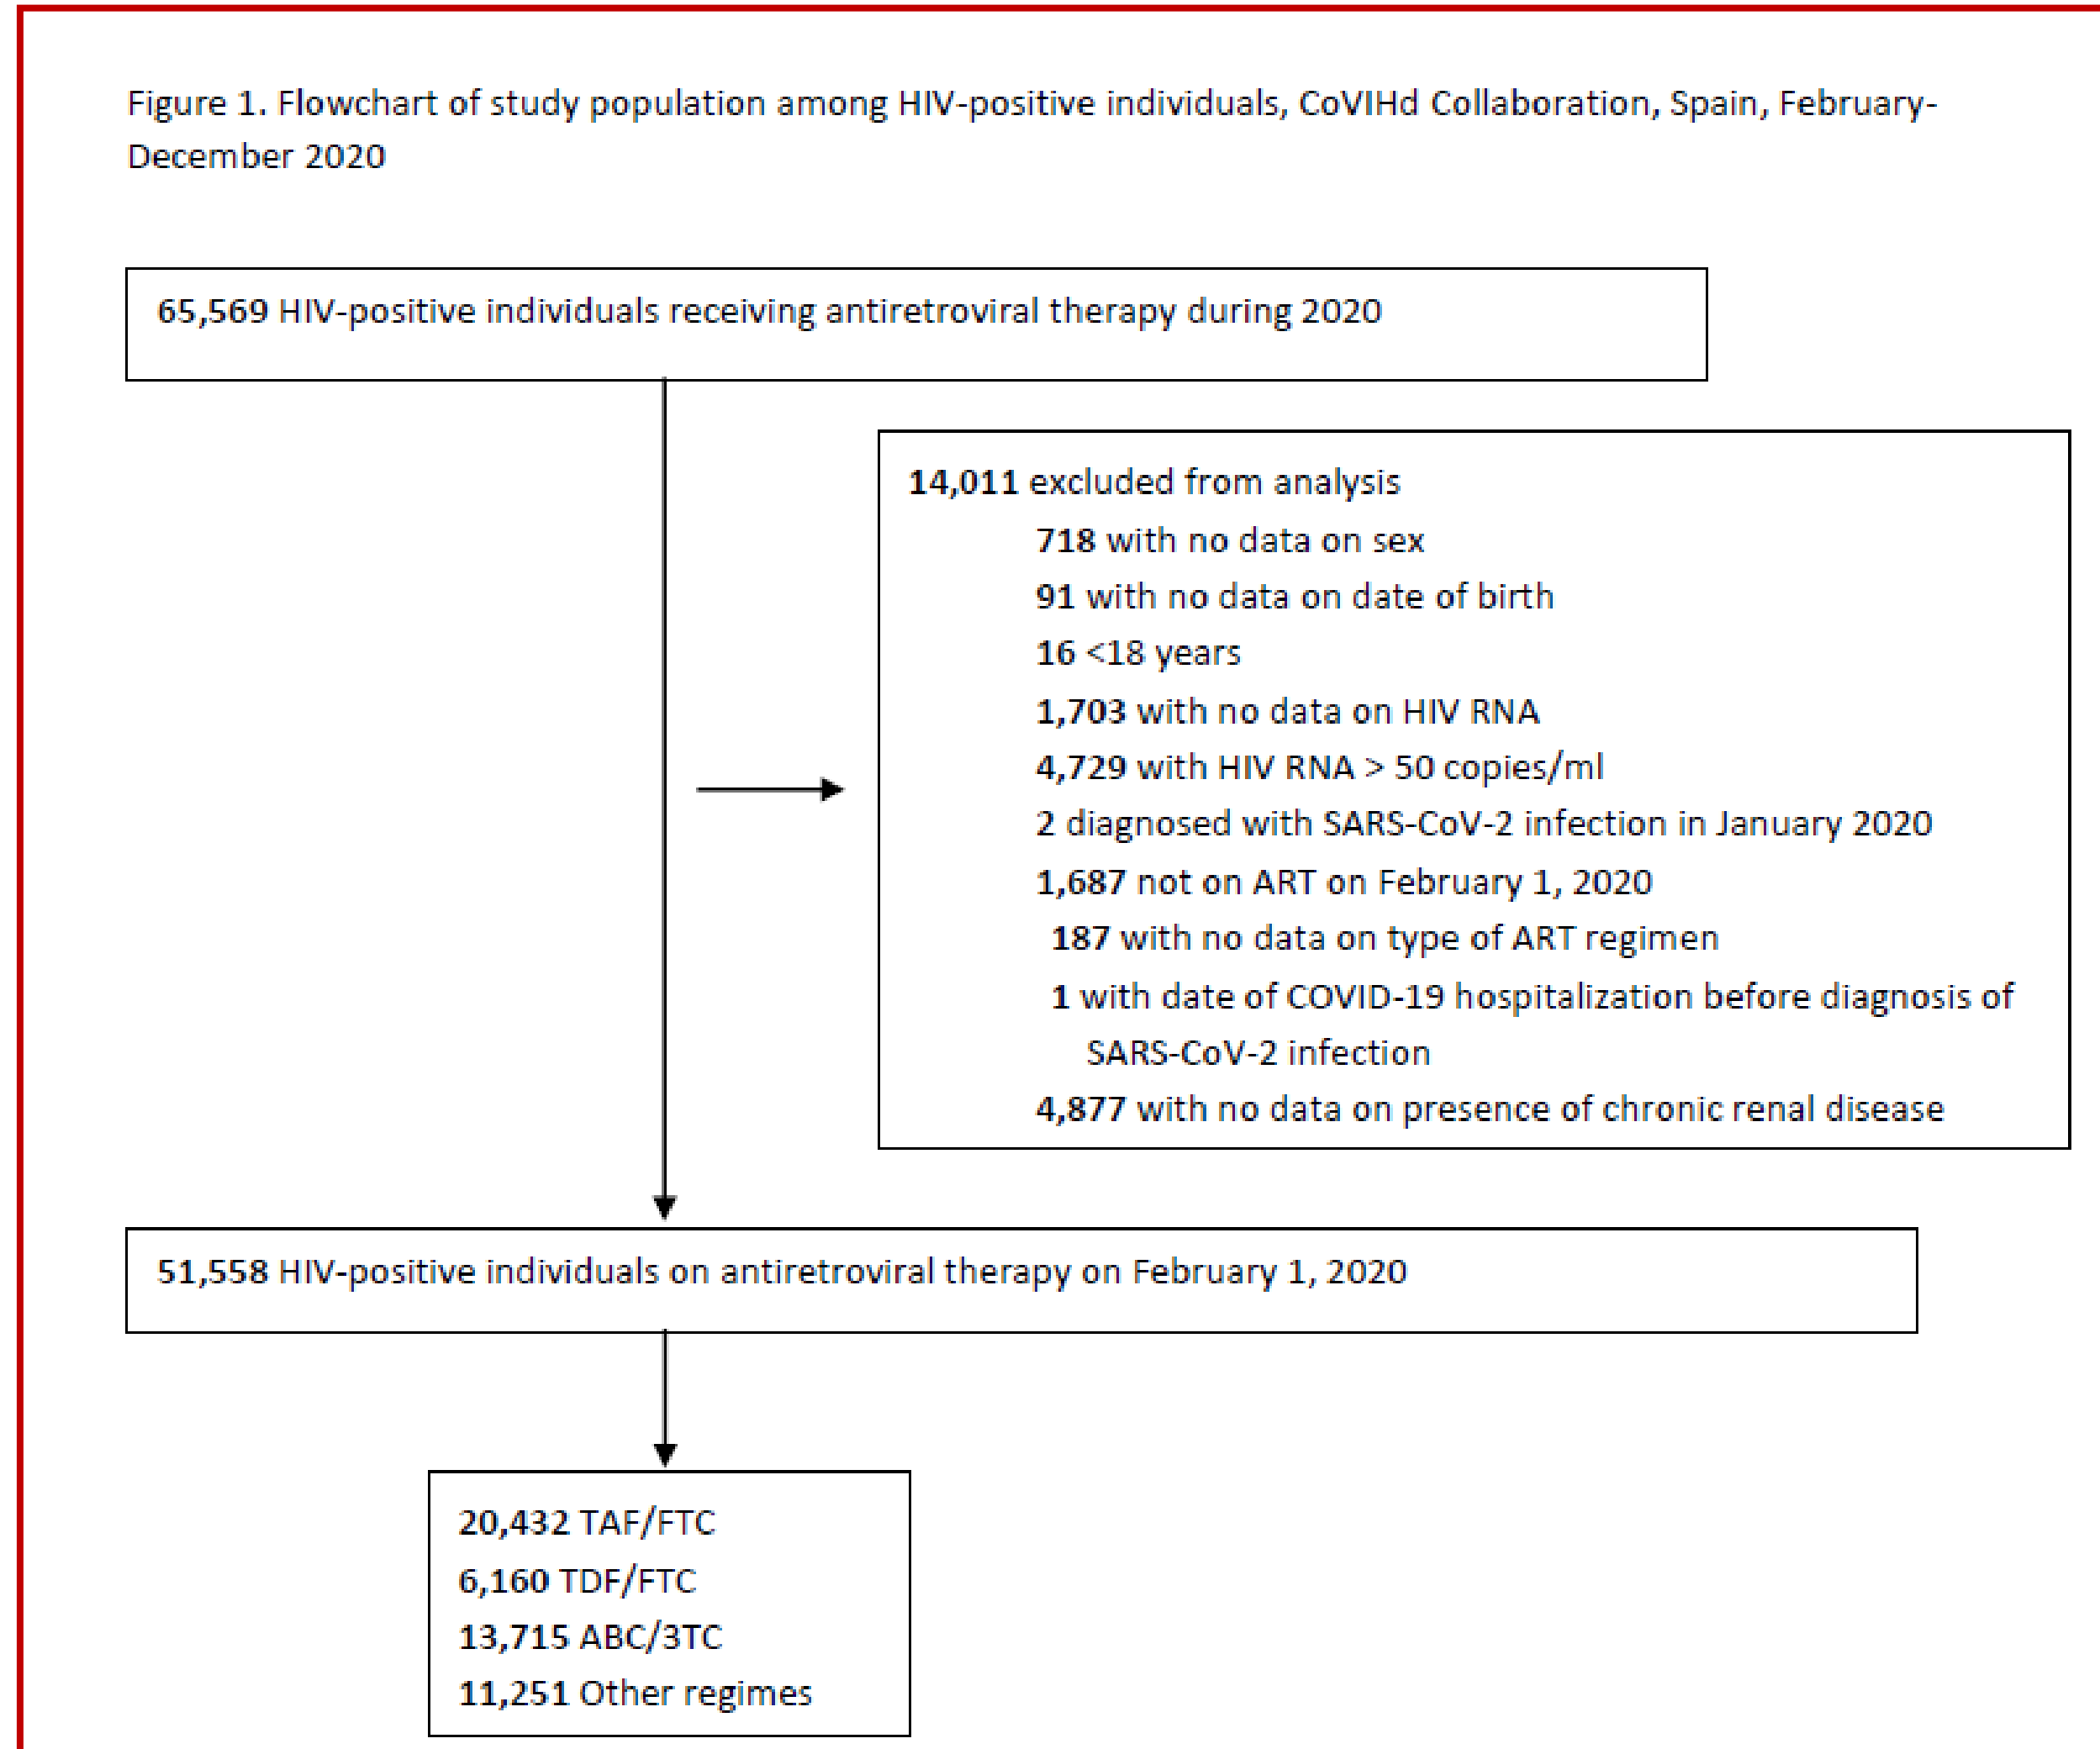 Figure 1. Flowchart of study population among HIV-positive individuals, CoVIHd Collaboration, Spain, February-
December 2020
65,569 HIV-positive individuals receiving antiretroviral therapy during 2020
14,011 excluded from analysis
718 with no data on sex
91 with no data on date of birth
16 <18 years
1,703 with no data on HIV RNA
4,729 with HIV RNA > 50 copies/ml
2 diagnosed with SARS-CoV-2 infection in January 2020
1,687 not on ART on February 1, 2020
187 with no data on type of ART regimen
1 with date of COVID-19 hospitalization before diagnosis of
SARS-CoV-2 infection
4,877 with no data on presence of chronic renal disease
51,558 HIV-positive individuals on antiretroviral therapy on February 1, 2020
20,432 TAF/FTC
6,160 TDF/FTC
13,715 ABC/3TC
11,251 Other regimes